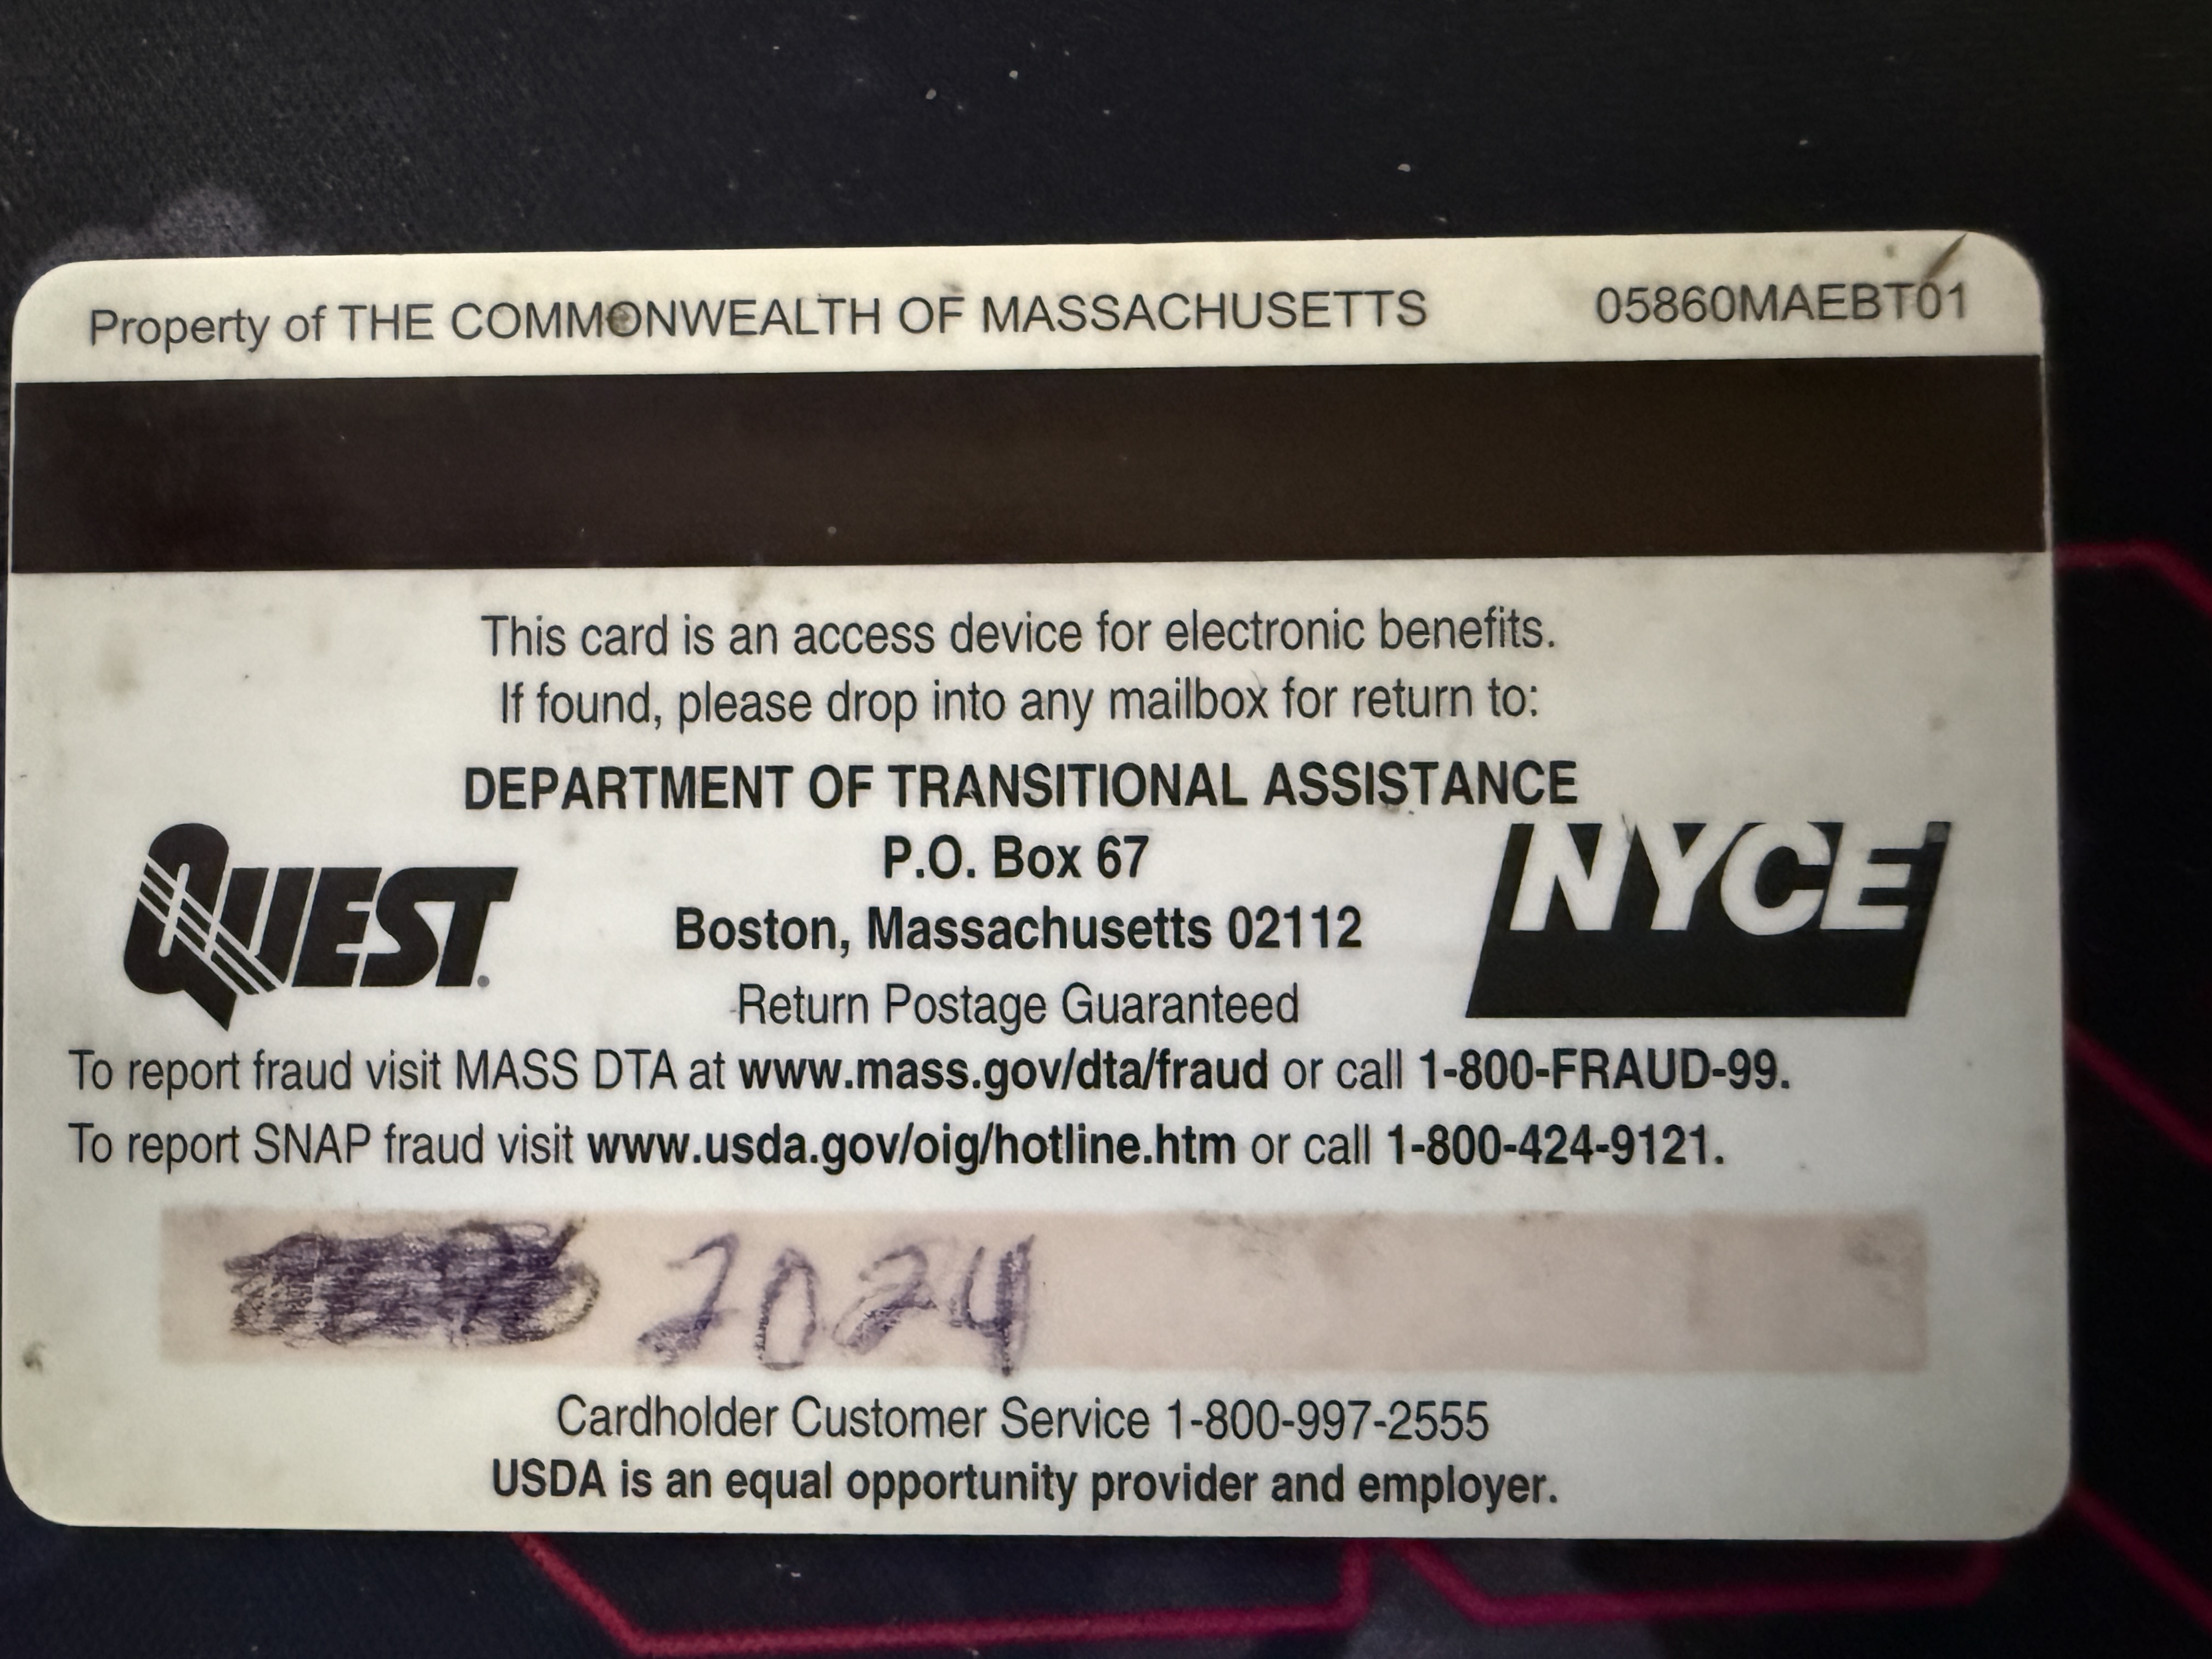 Property of THE COMMONWEALTH OF MASSACHUSETTS 05860MAEBT01
This card is an access device for electronic benefits.
If found, please drop into any mailbox for return to:
DEPARTMENT OF TRANSITIONAL ASSISTANCE
P.O. Box 67
QUEST.
NYCE
Boston, Massachusetts 02112
Return Postage Guaranteed
To report fraud visit MASS DTA at www.mass.gov/dta/fraud or call 1-800-FRAUD-99.
To report SNAP fraud visit www.usda.gov/oig/hotline.htm or call 1-800-424-9121.
2024
Cardholder Customer Service 1-800-997-2555
USDA is an equal opportunity provider and employer.